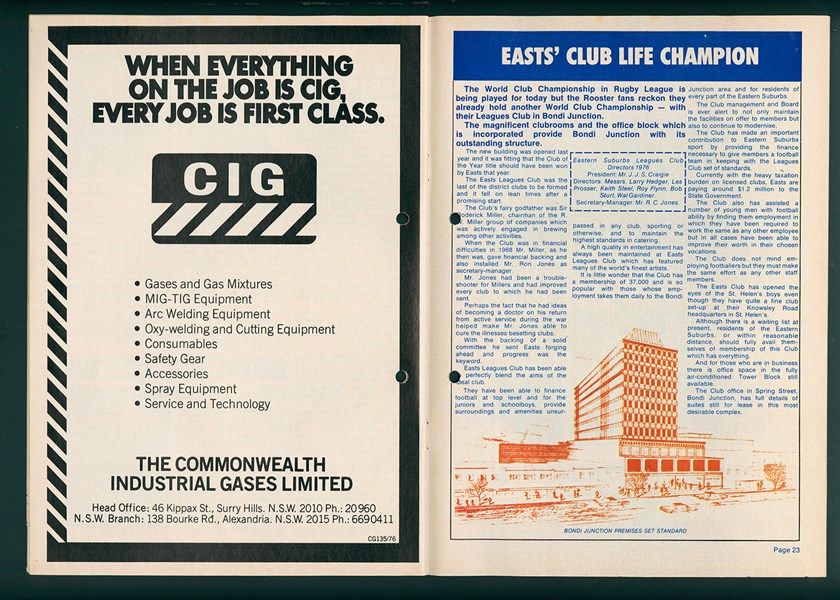 WHEN EVERYTHING
ON THE JOB IS CIG,
EVERY JOB IS FIRST CLASS.
CIG
• Gases and Gas Mixtures
• MIG-TIG Equipment
• Arc Welding Equipment
• Oxy-welding and Cutting Equipment
• Consumables
• Safety Gear
• Accessories
• Spray Equipment
• Service and Technology
THE COMMONWEALTH
INDUSTRIAL GASES LIMITED
Head Office: 46 Kippax St., Surry Hills. N.S.W. 2010 Ph.: 20 960
N.S.W. Branch: 138 Bourke Rd., Alexandria. N.S.W. 2015 Ph.: 669 0411
CG135/76
EASTS' CLUB LIFE CHAMPION
The World Club Championship in Rugby League is
being played for today but the Rooster fans reckon they
already hold another World Club Championship — with
their Leagues Club in Bondi Junction.
The magnificent clubrooms and the office block which
is incorporated provide Bondi Junction with its
outstanding structure.
The new building was opened last
year and it was fitting that the Club of
the Year title should have been won
by Easts that year.
The Easts Leagues Club was the
last of the district clubs to be formed
and it fell on lean times after a
promising start.
The Club's fairy godfather was Sir
oderick Miller, chairman of the R.
. Miller group of companies which
was actively engaged in brewing
among other activities.
When the Club was in financial
difficulties in 1968 Mr. Miller, as he
then was, gave financial backing and
also installed Mr. Ron Jones as
secretary-manager.
Mr. Jones had been a trouble-
shooter for Millers and had improved
every club to which he had been
sent.
Perhaps the fact that he had ideas
of becoming a doctor on his return
from active service during the war
helped make Mr. Jones able to
cure the illnesses besetting clubs.
With the backing of a solid
committee he sent Easts forging
ahead and progress was the
keyword.
Easts Leagues Club has been able
perfectly blend the aims of the
deal club.
They have been able to finance
football at top level and for the
juniors and schoolboys, provide
surroundings and amenities unsur-
Eastern Suburbs Leagues Club
Directors 1976
President: Mr. J. J. S. Craigie
Directors: Messrs. Larry Hedger, Les
Prosser, Keith Steel, Roy Flynn, Bob
Sturt, Wal Gardiner.
Secretary-Manager: Mr. R. C. Jones.
passed in any club, sporting or
otherwise, and to maintain the
highest standards in catering.
A high quality in entertainment has
always been maintained at Easts
Leagues Club which has featured
many of the world's finest artists.
It is little wonder that the Club has
a membership of 37,000 and is so
popular with those whose emp-
loyment takes them daily to the Bondi
Junction area and for residents of
every part of the Eastern Suburbs.
The Club management and Board
is ever alert to not only maintain
the facilities on offer to members but
also to continue to modernise.
The Club has made an important
contribution to Eastern Suburbs
sport by providing the finance
necessary to give members a football
team in keeping with the Leagues
Club set of standards.
Currently with the heavy taxation
burden on licensed clubs, Easts are
paying around $1.2 million to the
State Government.
The Club also has assisted a
number of young men with football
ability by finding them employment in
which they have been required to
work the same as any other employee
but in all cases have been able to
improve their worth in their chosen
vocations.
The Club does not mind em-
ploying footballers but they must make
the same effort as any other staff
members.
The Easts Club has opened the
eyes of the St. Helen's boys even
though they have quite a fine club
set-up at their Knowsley Road
headquarters in St. Helen's.
Although there is a waiting list at
present, residents of the Eastern
Suburbs, or within reasonable
distance, should fully avail them-
selves of membership of this Club
which has everything.
And for those who are in business
there is office space in the fully
air-conditioned Tower Block still
available.
The Club office in Spring Street,
Bondi Junction, has full details of
suites still for lease in this most
desirable complex.
BONDI JUNCTION PREMISES SET STANDARD
Page 23